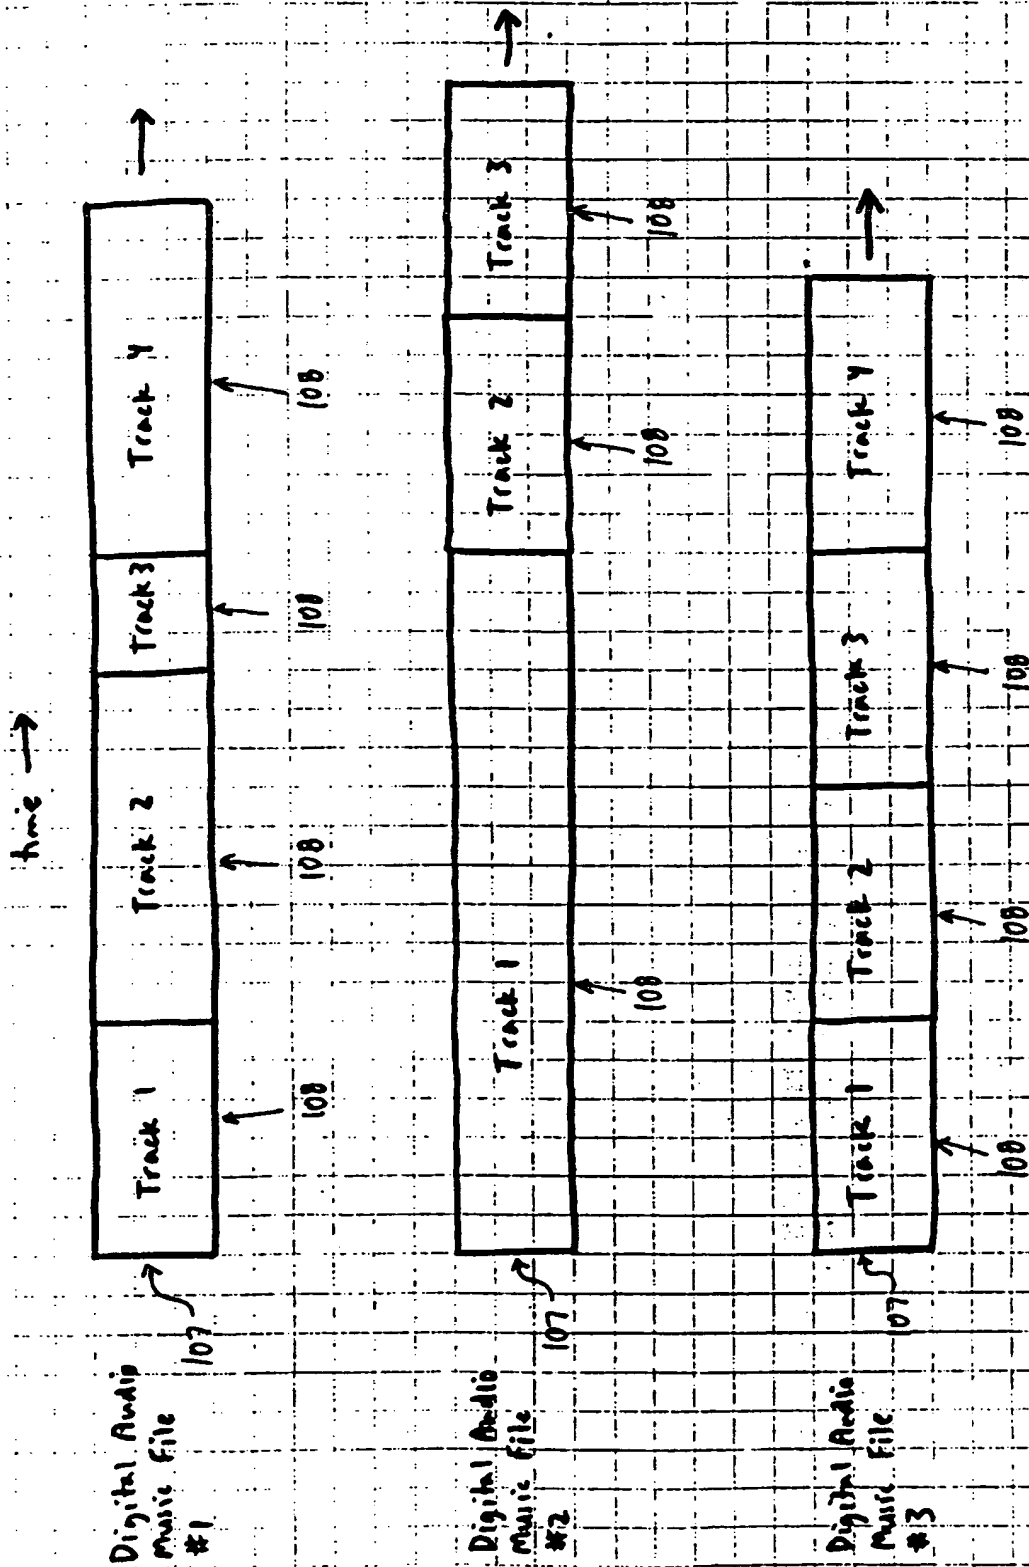 time →
Digital Audio
Music File
#1
107
Track 1
Track 2
Track 3
Track 4
→
108
108
108
108
Digital Audio
Music File
#2
107
Track 1
Track 2
Track 3
→
108
108
108
Digital Audio
Music File
#3
107
Track 1
Track 2
Track 3
Track 4
→
108
108
108
108